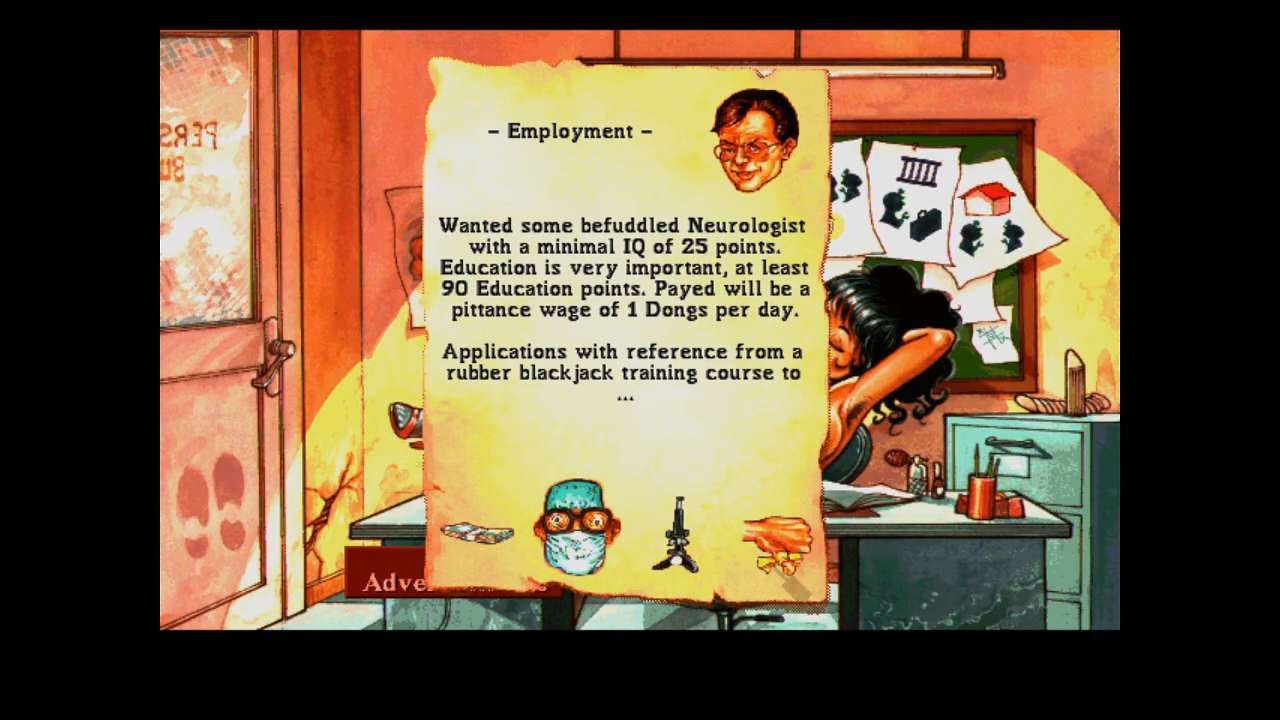 - Employment -
Wanted some befuddled Neurologist
with a minimal IQ of 25 points.
Education is very important, at least
90 Education points. Payed will be a
pittance wage of 1 Dongs per day.
Applications with reference from a
rubber blackjack training course to
...